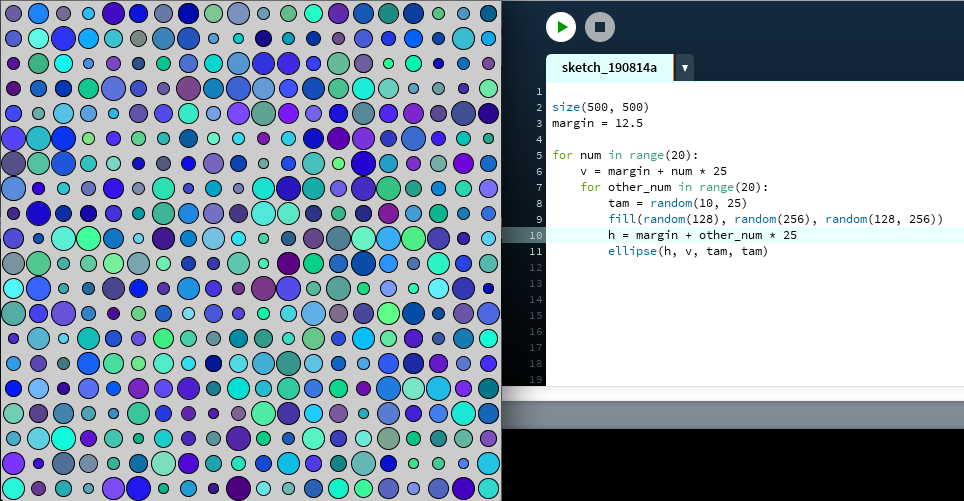 sketch_190814a ▼
1
2 size(500, 500)
3 margin = 12.5
4
5 for num in range(20):
6     v = margin + num * 25
7     for other_num in range(20):
8         tam = random(10, 25)
9         fill(random(128), random(256), random(128, 256))
10         h = margin + other_num * 25
11         ellipse(h, v, tam, tam)
12
13
14
15
16
17
18
19